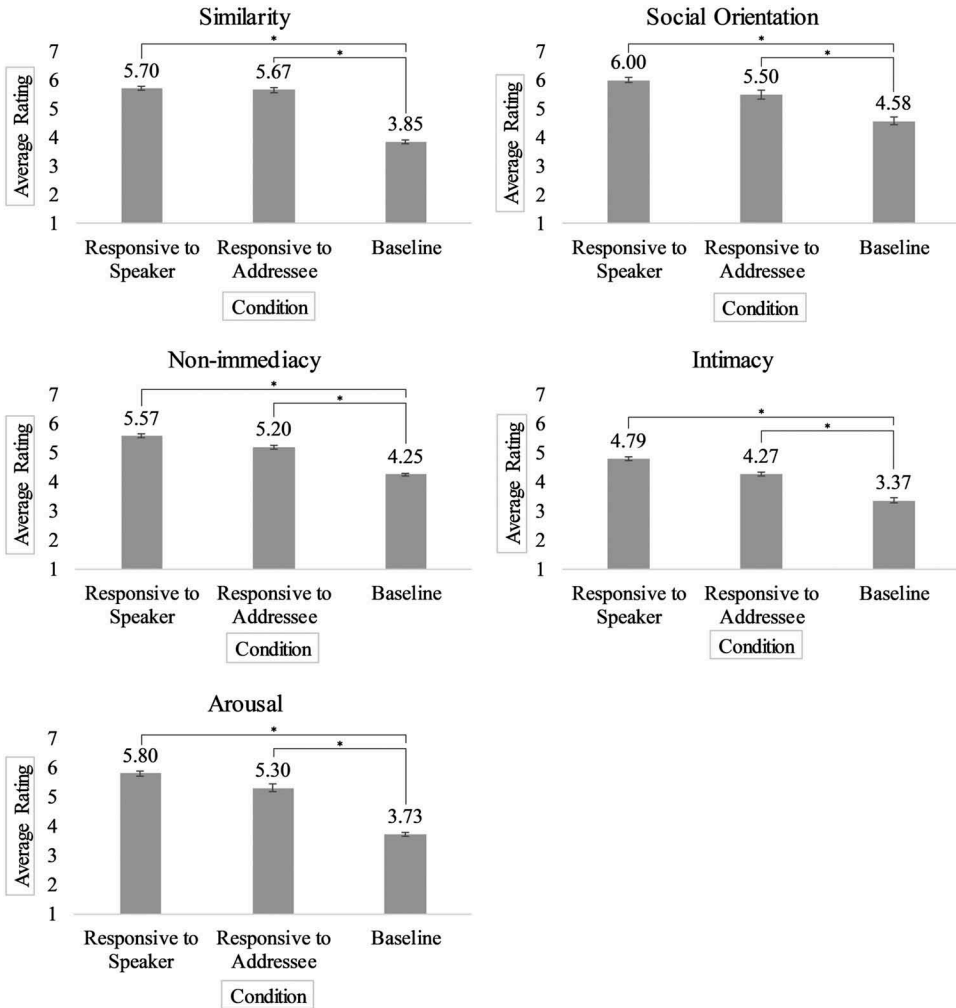 Similarity
*
*
7
6
5
4
3
2
1
Average Rating
5.70
5.67
3.85
Responsive to
Speaker
Responsive to
Addressee
Baseline
Condition
Social Orientation
*
*
7
6
5
4
3
2
1
Average Rating
6.00
5.50
4.58
Responsive to
Speaker
Responsive to
Addressee
Baseline
Condition
Non-immediacy
*
*
7
6
5
4
3
2
1
Average Rating
5.57
5.20
4.25
Responsive to
Speaker
Responsive to
Addressee
Baseline
Condition
Intimacy
*
*
7
6
5
4
3
2
1
Average Rating
4.79
4.27
3.37
Responsive to
Speaker
Responsive to
Addressee
Baseline
Condition
Arousal
*
*
7
6
5
4
3
2
1
Average Rating
5.80
5.30
3.73
Responsive to
Speaker
Responsive to
Addressee
Baseline
Condition